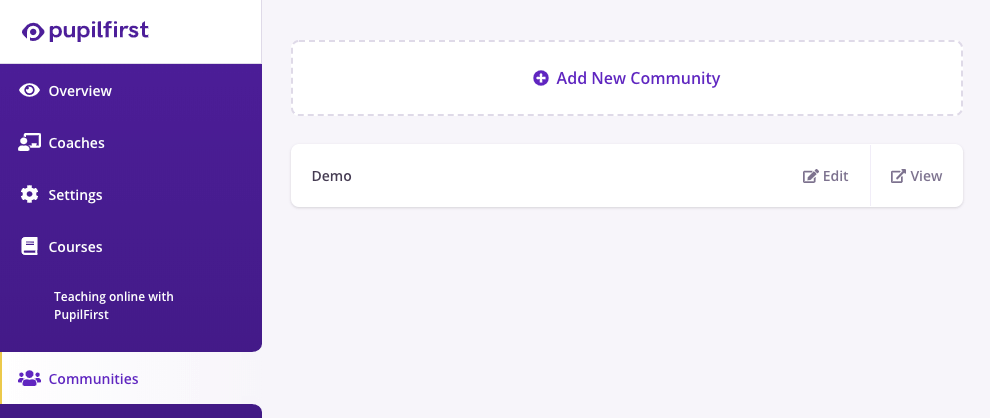 pupilfirst
Overview
Coaches
Settings
Courses
Teaching online with
PupilFirst
Communities
Add New Community
Demo
Edit
View